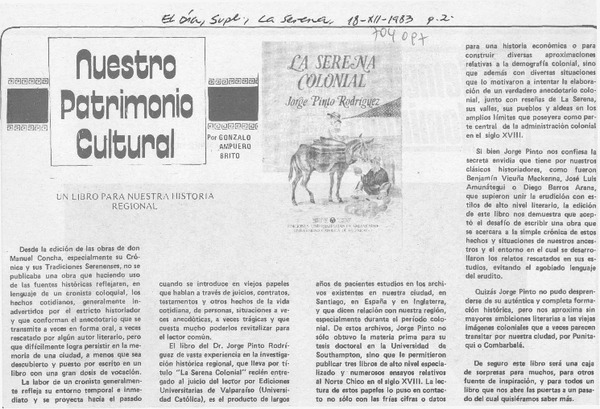 El Día, Supl., La Serena, 18-XII-1983 p.2.
704097
Nuestro
Patrimonio
Cultural
Por GONZALO
AMPUERO
BRITO
LA SERENA
COLONIAL
Jorge Pinto Rodríguez
UN LIBRO PARA NUESTRA HISTORIA
REGIONAL
Desde la edición de las obras de don
Manuel Concha, especialmente su Cró-
nica y sus Tradiciones Serenenses, no se
publicaba una obra que haciendo uso
de las fuentes históricas reflejaran, en
lenguaje de un cronista coloquial, los
hechos cotidianos, generalmente in-
advertidos por el estricto historiador
y que conforman el anecdotario que se
transmite a veces en forma oral, a veces
rescatado por algún autor literario, pero
que difícilmente logra persistir en la me-
moria de una ciudad, a menos que sea
descubierto y puesto por escrito en un
libro con una gran dosis de vocación.
La labor de un cronista generalmen-
te refleja su entorno temporal e inme-
diato y se proyecta hacia el pasado
cuando se introduce en viejos papeles
que hablan a través de juicios, contratos,
testamentos y otros hechos de la vida
cotidiana, de personas, situaciones a ve-
ces anecdóticas, a veces trágicas y que
cuesta mucho poderlos revitalizar para
el lector común.
El libro del Dr. Jorge Pinto Rodrí-
guez de vasta experiencia en la investiga-
ción histórica regional, que lleva por tí-
tulo "La Serena Colonial" recién entre-
gado al juicio del lector por Ediciones
Universitarias de Valparaíso (Universi-
dad Católica), es el producto de largos
años de pacientes estudios en los archi-
vos existentes en nuestra ciudad, en
Santiago, en España y en Inglaterra,
y que dicen relación con nuestra región,
especialmente durante el período colo-
nial. De estos archivos, Jorge Pinto no
sólo obtuvo la materia prima para su
tesis doctoral en la Universidad de
Southampton, sino que le permitieron
publicar tres libros de alto nivel especia-
lizado y numerosos ensayos relativos
al Norte Chico en el siglo XVIII. La lec-
tura de estos papeles lo puso en contac-
to no sólo con las frías cifras o datos
para una historia económica o para
construir diversas aproximaciones
relativas a la demografía colonial, sino
que además con diversas situaciones
que lo motivaron a intentar la elabora-
ción de un verdadero anecdotario colo-
nial, junto con reseñas de La Serena,
sus valles, sus pueblos y aldeas en los
amplios límites que poseyera como par-
te central de la administración colonial
en el siglo XVIII.
Si bien Jorge Pinto nos confiesa la
secreta envidia que tiene por nuestros
clásicos historiadores, como fueron
Benjamín Vicuña Mackenna, José Luis
Amunátegui o Diego Barros Arana,
que supieron unir la erudición con es-
tilos de alto nivel literario, la edición
de este libro nos demuestra que acep-
tó el desafío de escribir una obra que
se acercara a la simple crónica de estos
hechos y situaciones de nuestros ances-
tros y el entorno en el cual se desarro-
llaron los relatos rescatados en sus es-
tudios, evitando el agobiado lenguaje
del erudito.
Quizás Jorge Pinto no pudo despren-
derse de su auténtica y completa forma-
ción histórica, pero nos aproxima sin
mayores ambiciones literarias a las viejas
imágenes coloniales que a veces parecen
transitar por nuestra ciudad, por Punita-
qui o Combarbalá.
De seguro este libro será una caja
de sorpresas para muchos, para otros
fuente de inspiración, y para todos un
libro que nos abre las puertas a un pasa-
do del cual quisiéramos saber más.